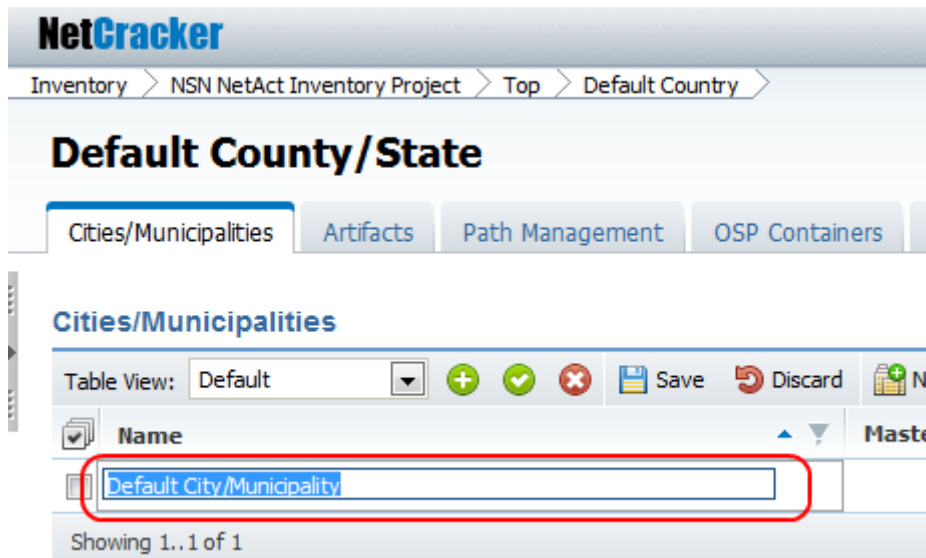 NetCracker
Inventory NSN NetAct Inventory Project Top Default Country
Default County/State
Cities/Municipalities Artifacts Path Management OSP Containers
Cities/Municipalities
Table View: Default Save Discard
Name
Default City/Municipality
Showing 1..1 of 1